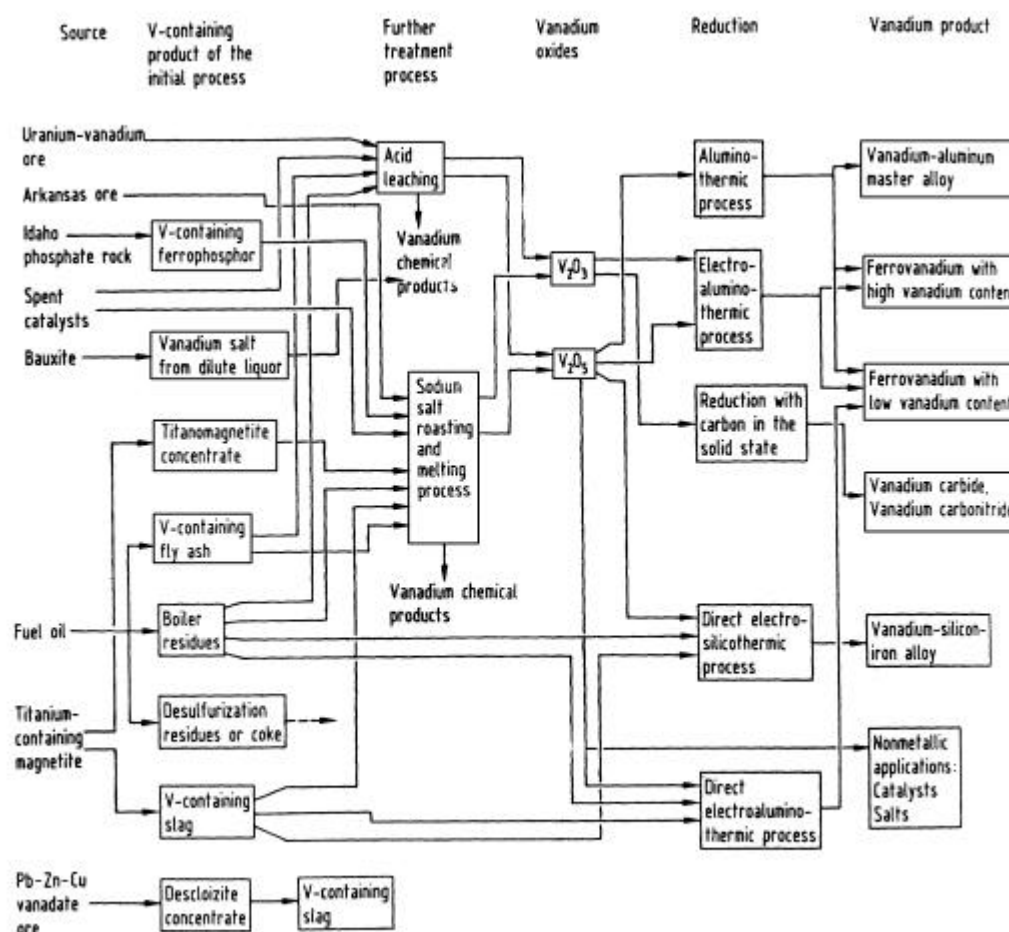 Source
V-containing
product of the
initial process
Further
treatment
process
Vanadium
oxides
Reduction
Vanadium product
Uranium-vanadium
ore
Arkansas ore
Idaho
phosphate rock
Spent
catalysts
Bauxite
Fuel oil
Titanium-
containing
magnetite
Pb-Zn-Cu
vanadate
ore
V-containing
ferrophosphor
Vanadium salt
from dilute liquor
Titanomagnetite
concentrate
V-containing
fly ash
Boiler
residues
Desulfurization
residues or coke
V-containing
slag
Descloizite
concentrate
V-containing
slag
Acid
leaching
Vanadium
chemical
products
Sodium
salt
roasting
and
melting
process
Vanadium chemical
products
V₂O₃
V₂O₅
Alumino-
thermic
process
Electro-
alumino-
thermic
process
Reduction with
carbon in the
solid state
Direct electro-
silicothermic
process
Direct
electroalumino-
thermic process
Vanadium-aluminum
master alloy
Ferrovanadium with
high vanadium content
Ferrovanadium with
low vanadium content
Vanadium carbide,
Vanadium carbonitride
Vanadium-silicon-
iron alloy
Nonmetallic
applications:
Catalysts
Salts